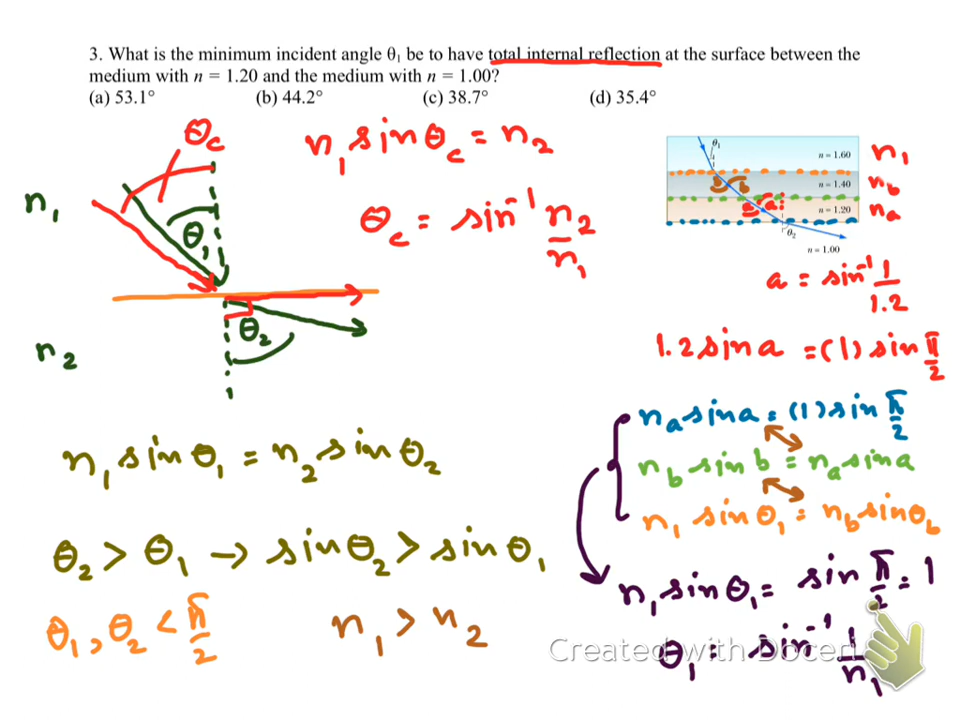 3. What is the minimum incident angle θ₁ be to have total internal reflection at the surface between the
medium with n = 1.20 and the medium with n = 1.00?
(a) 53.1° (b) 44.2° (c) 38.7° (d) 35.4°
θc
n₁ sinθc = n₂
θc = sin⁻¹ n₂/n₁
n₁
θ₁
θ₂
n₂
θ₁
n = 1.60 n₁
b b n = 1.40 nb
a a n = 1.20 na
θ₂
n = 1.00
a = sin⁻¹ 1/1.2
1.2 sin a = (1) sin π/2
na sin a = (1) sin π/2
nb sin b = na sin a
n₁ sin θ₁ = nb sin θb
n₁ sin θ₁ = sin π/2 = 1
θ₁ = sin⁻¹ 1/n₁
n₁ sin θ₁ = n₂ sin θ₂
θ₂ > θ₁ → sin θ₂ > sin θ₁
θ₁, θ₂ < π/2 n₁ > n₂
Created with Doceri